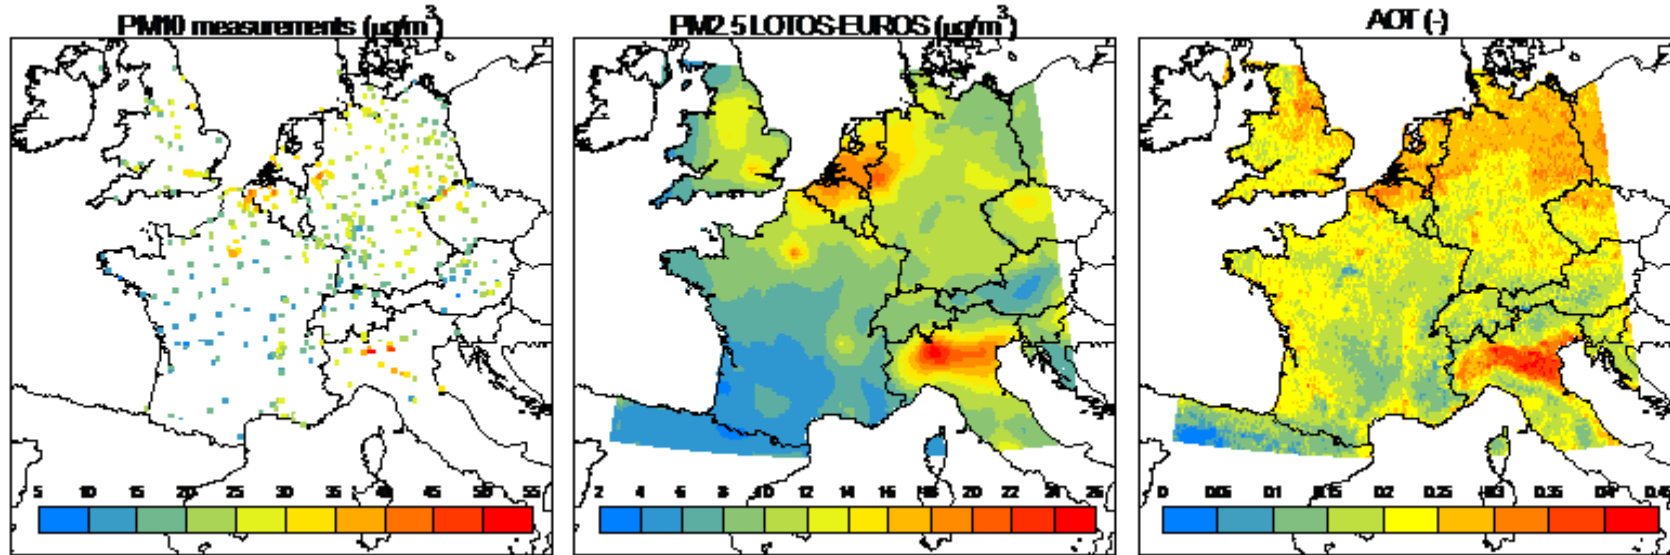 PM10 measurements (µg/m³)
PM2.5 LOTOS-EUROS (µg/m³)
AOT (-)
5 10 15 20 25 30 35 40 45 50 55
2 4 6 8 10 12 14 16 18 20 22 24 26
0 0.05 0.1 0.15 0.2 0.25 0.3 0.35 0.4 0.45